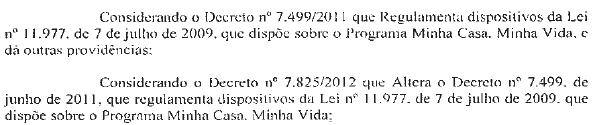 Considerando o Decreto nº 7.499/2011 que Regulamenta dispositivos da Lei
nº 11.977, de 7 de julho de 2009, que dispõe sobre o Programa Minha Casa, Minha Vida, e
dá outras providências;
Considerando o Decreto nº 7.825/2012 que Altera o Decreto nº 7.499, de
junho de 2011, que regulamenta dispositivos da Lei nº 11.977, de 7 de julho de 2009, que
dispõe sobre o Programa Minha Casa, Minha Vida;